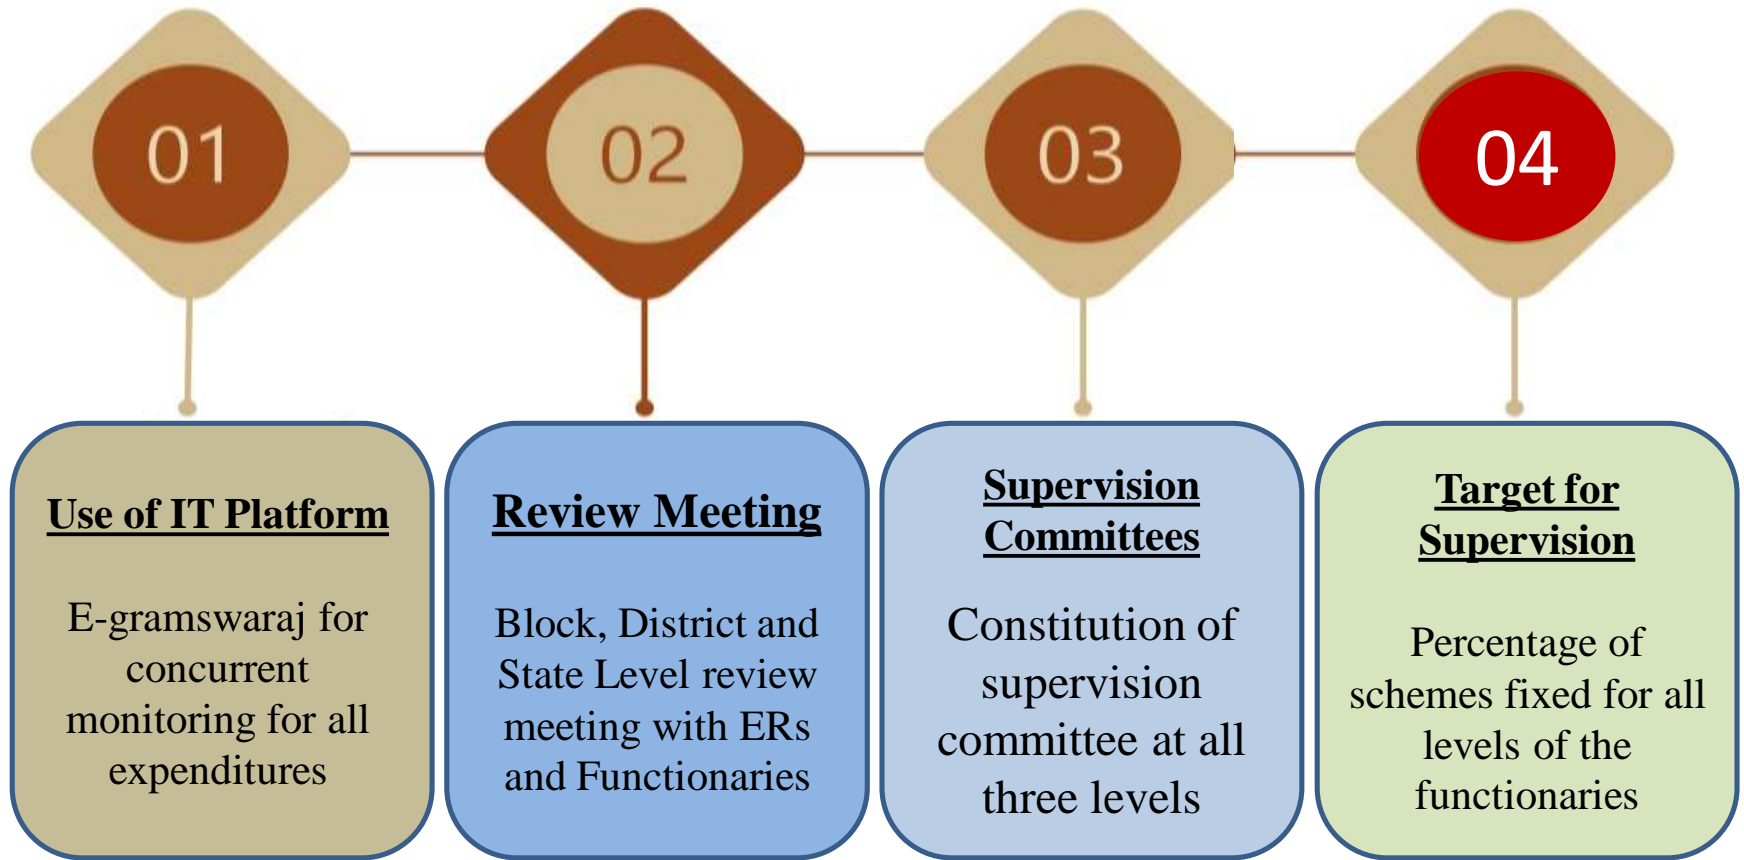 01
02
03
04
Use of IT Platform
E-gramswaraj for
concurrent
monitoring for all
expenditures
Review Meeting
Block, District and
State Level review
meeting with ERs
and Functionaries
Supervision
Committees
Constitution of
supervision
committee at all
three levels
Target for
Supervision
Percentage of
schemes fixed for all
levels of the
functionaries